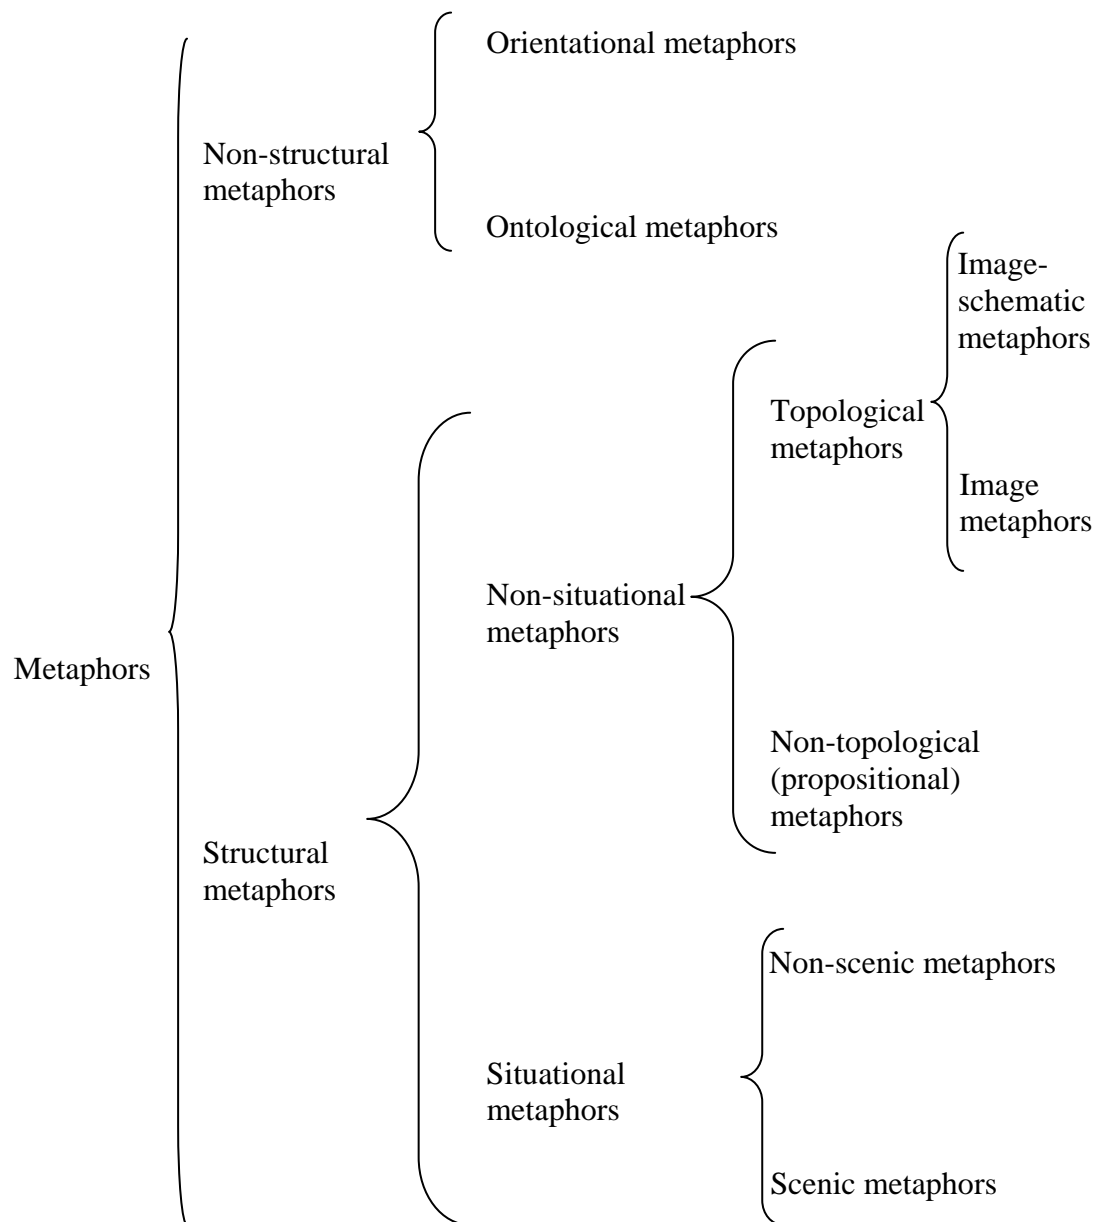 Orientational metaphors
Non-structural
metaphors
Ontological metaphors
Image-
schematic
metaphors
Topological
metaphors
Image
metaphors
Non-situational
metaphors
Metaphors
Non-topological
(propositional)
metaphors
Structural
metaphors
Non-scenic metaphors
Situational
metaphors
Scenic metaphors